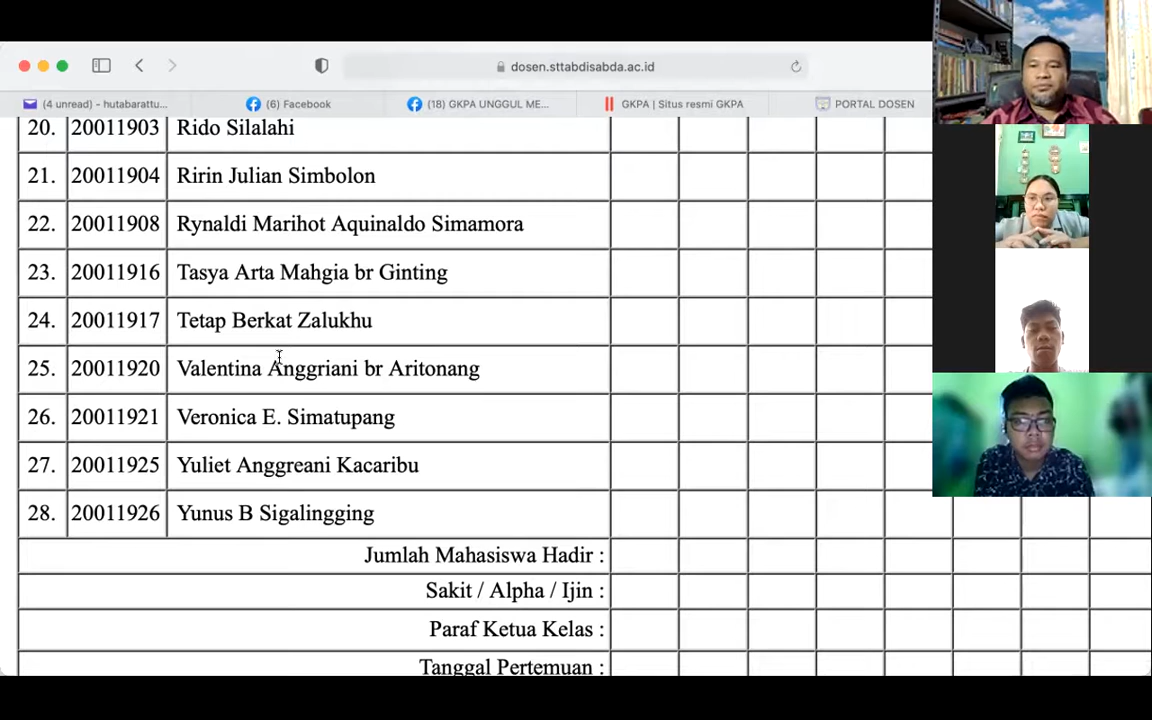 dosen.sttabdisabda.ac.id
(4 unread) - hutabarattu... (6) Facebook (18) GKPA UNGGUL ME... GKPA | Situs resmi GKPA PORTAL DOSEN
20. 20011903 Rido Silalahi
21. 20011904 Ririn Julian Simbolon
22. 20011908 Rynaldi Marihot Aquinaldo Simamora
23. 20011916 Tasya Arta Mahgia br Ginting
24. 20011917 Tetap Berkat Zalukhu
25. 20011920 Valentina Anggriani br Aritonang
26. 20011921 Veronica E. Simatupang
27. 20011925 Yuliet Anggreani Kacaribu
28. 20011926 Yunus B Sigalingging
Jumlah Mahasiswa Hadir :
Sakit / Alpha / Ijin :
Paraf Ketua Kelas :
Tanggal Pertemuan :